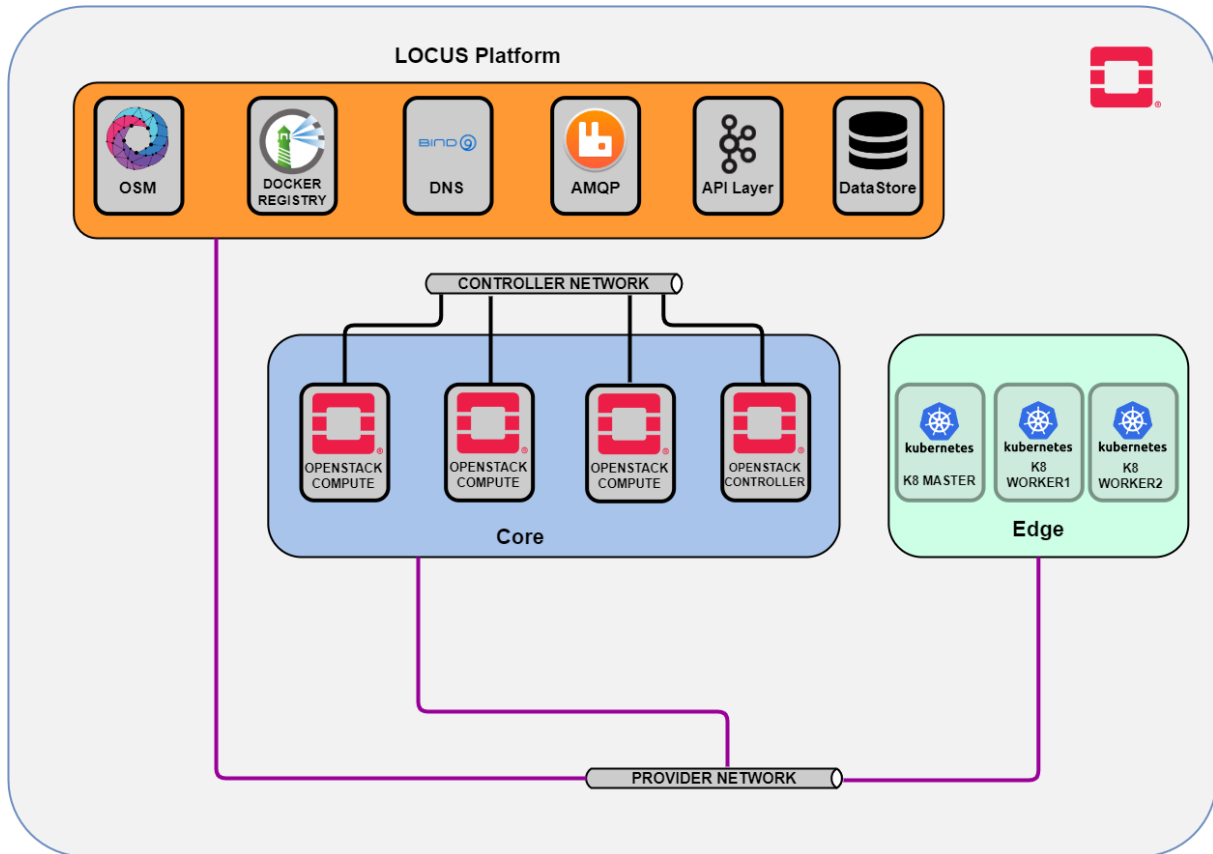 LOCUS Platform
OSM
DOCKER
REGISTRY
BIND 9
DNS
AMQP
API Layer
DataStore
CONTROLLER NETWORK
OPENSTACK
COMPUTE
OPENSTACK
COMPUTE
OPENSTACK
COMPUTE
OPENSTACK
CONTROLLER
Core
kubernetes
K8 MASTER
kubernetes
K8
WORKER1
kubernetes
K8
WORKER2
Edge
PROVIDER NETWORK